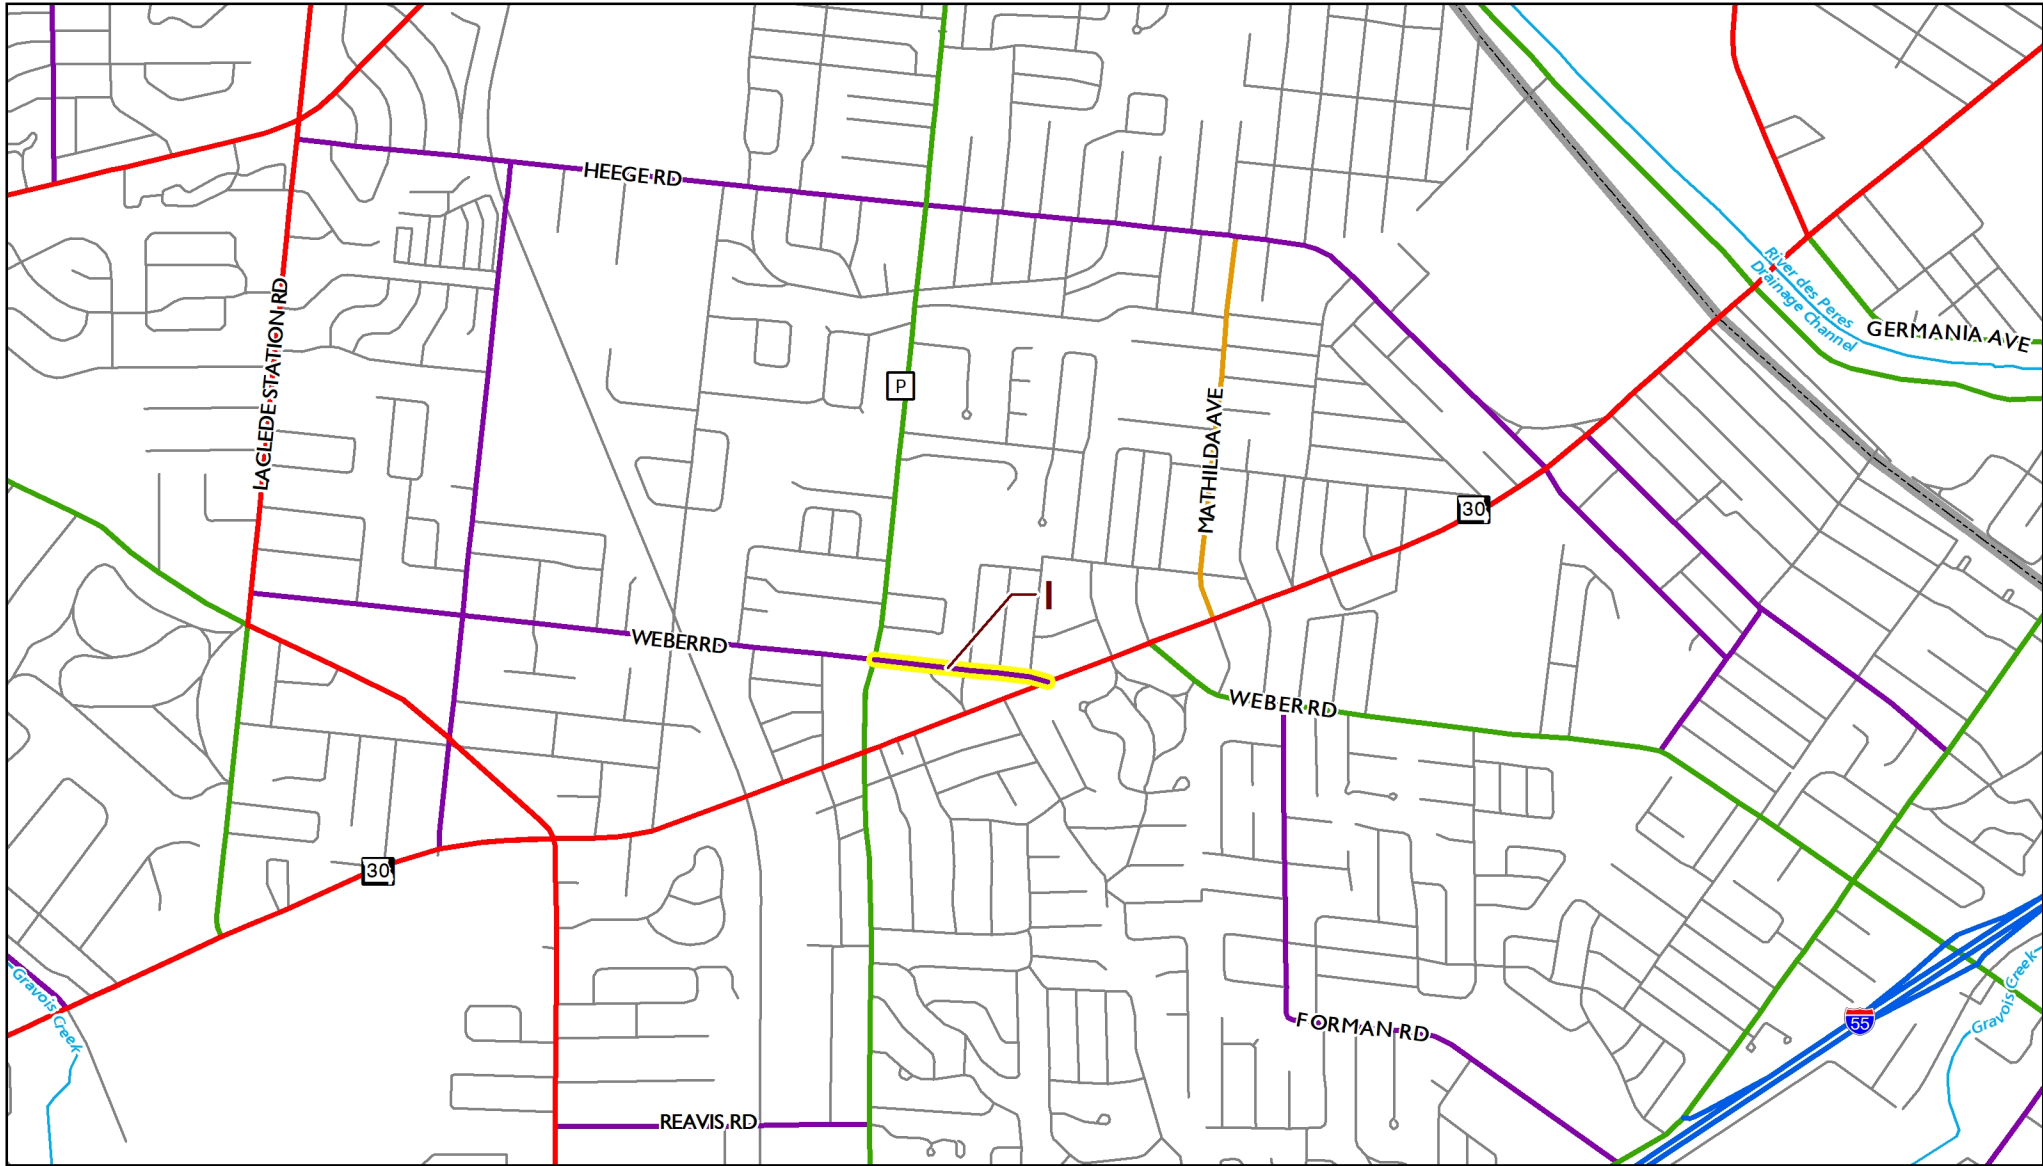 HEEGE RD
River des Peres
Drainage Channel
GERMANIA AVE
LACLEDE STATION RD
P
MATHILDA AVE
30
I
WEBER RD
WEBER RD
30
Gravois Creek
Gravois Creek
55
FORMAN RD
REAVIS RD